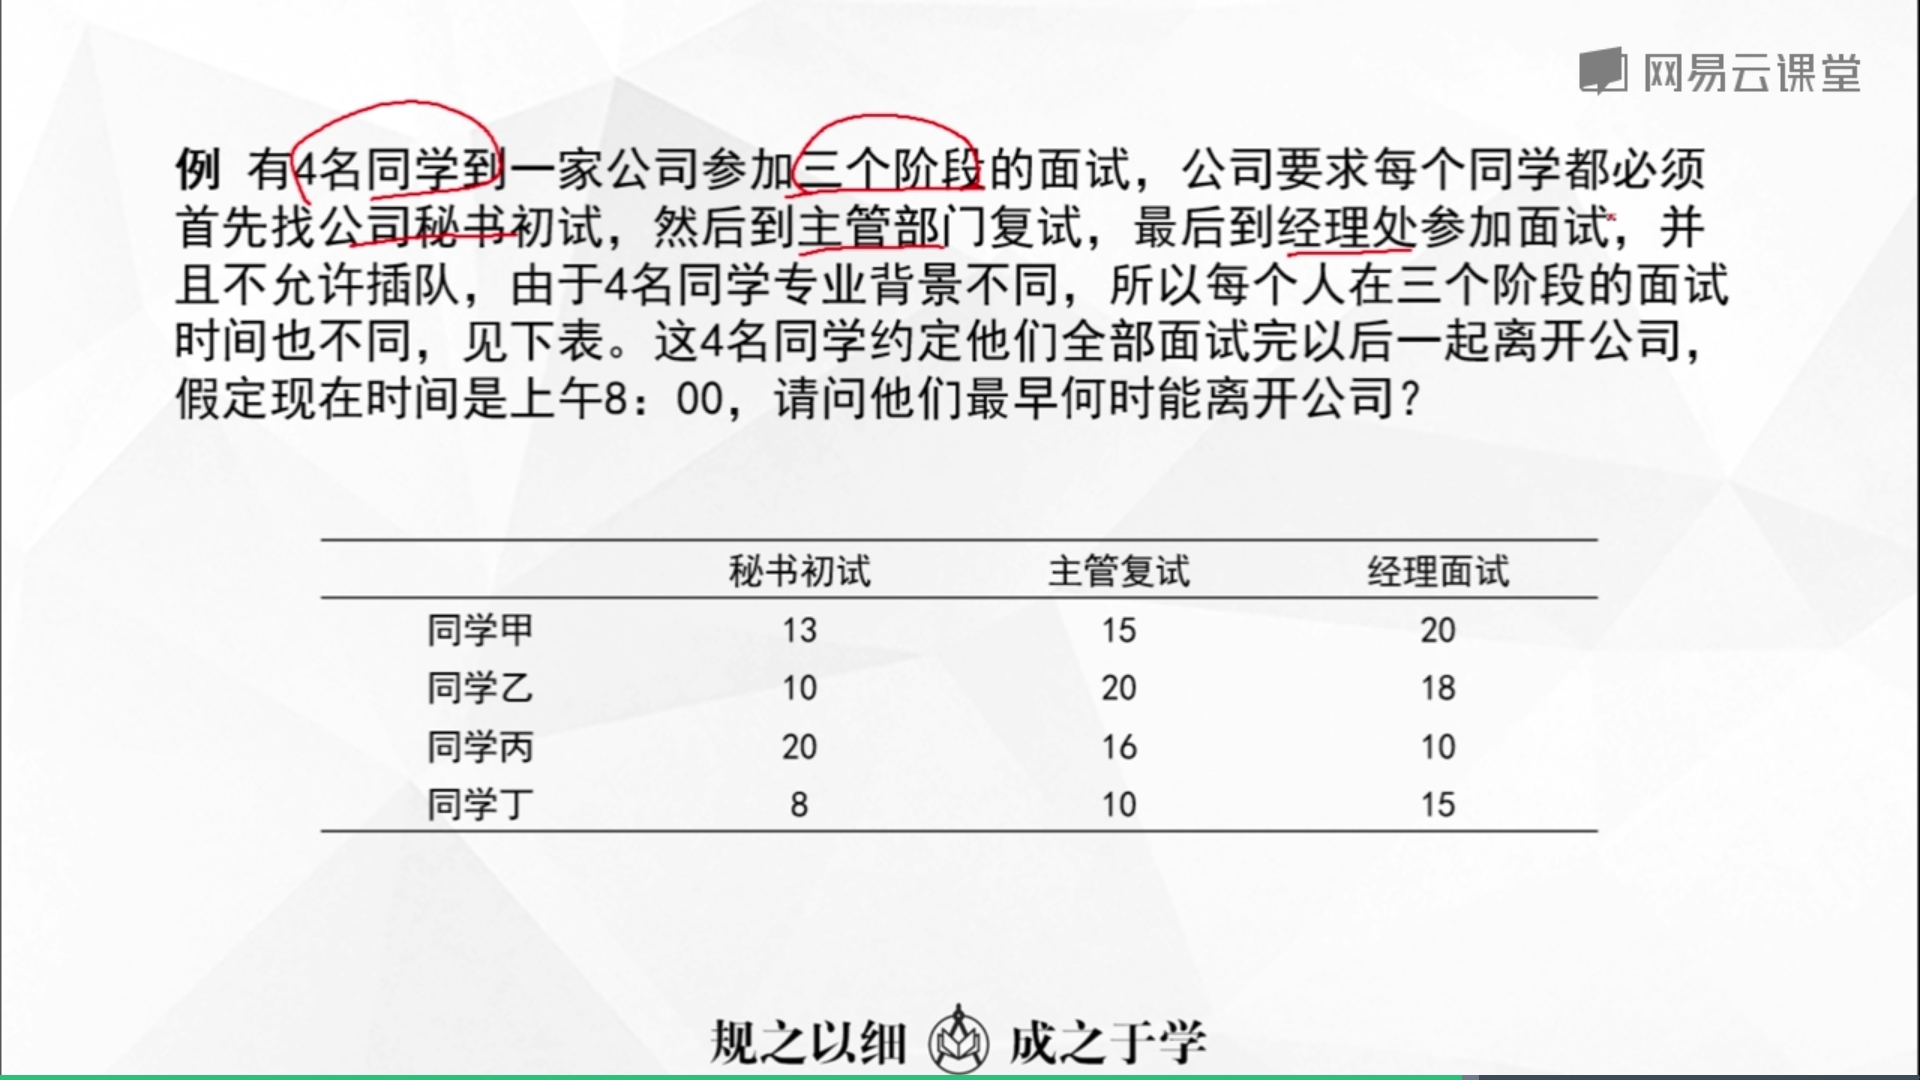 网易云课堂
例 有4名同学到一家公司参加三个阶段的面试，公司要求每个同学都必须
首先找公司秘书初试，然后到主管部门复试，最后到经理处参加面试，并
且不允许插队，由于4名同学专业背景不同，所以每个人在三个阶段的面试
时间也不同，见下表。这4名同学约定他们全部面试完以后一起离开公司，
假定现在时间是上午8：00，请问他们最早何时能离开公司？
秘书初试 主管复试 经理面试
同学甲 13 15 20
同学乙 10 20 18
同学丙 20 16 10
同学丁 8 10 15
规之以细 成之于学